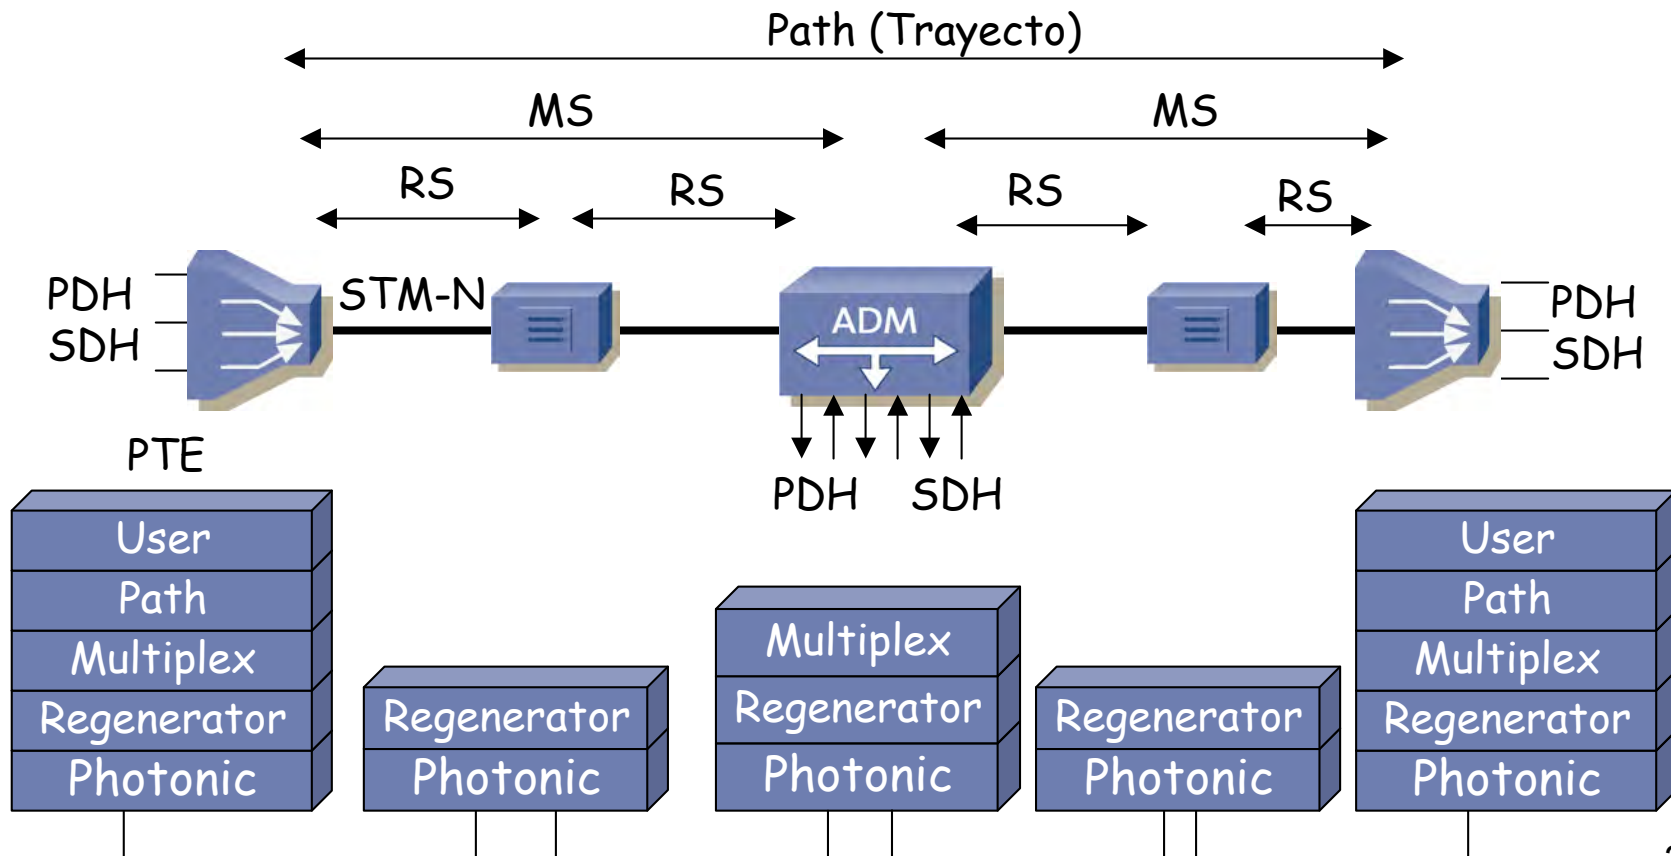 Path (Trayecto)
MS
MS
RS
RS
RS
RS
PDH
SDH
STM-N
ADM
PDH
SDH
PTE
PDH
SDH
User
Path
Multiplex
Regenerator
Photonic
Regenerator
Photonic
Multiplex
Regenerator
Photonic
Regenerator
Photonic
User
Path
Multiplex
Regenerator
Photonic